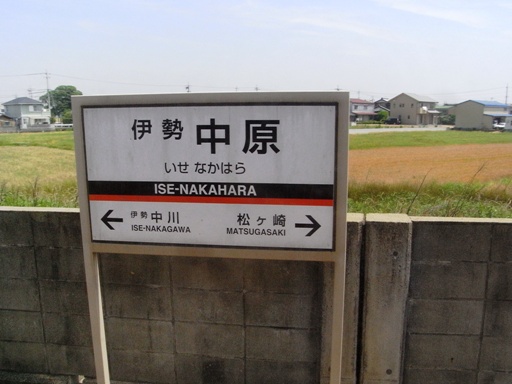 伊勢 中原
いせ なかはら
ISE-NAKAHARA
← 伊勢 中川 松ヶ崎 →
ISE-NAKAGAWA MATSUGASAKI